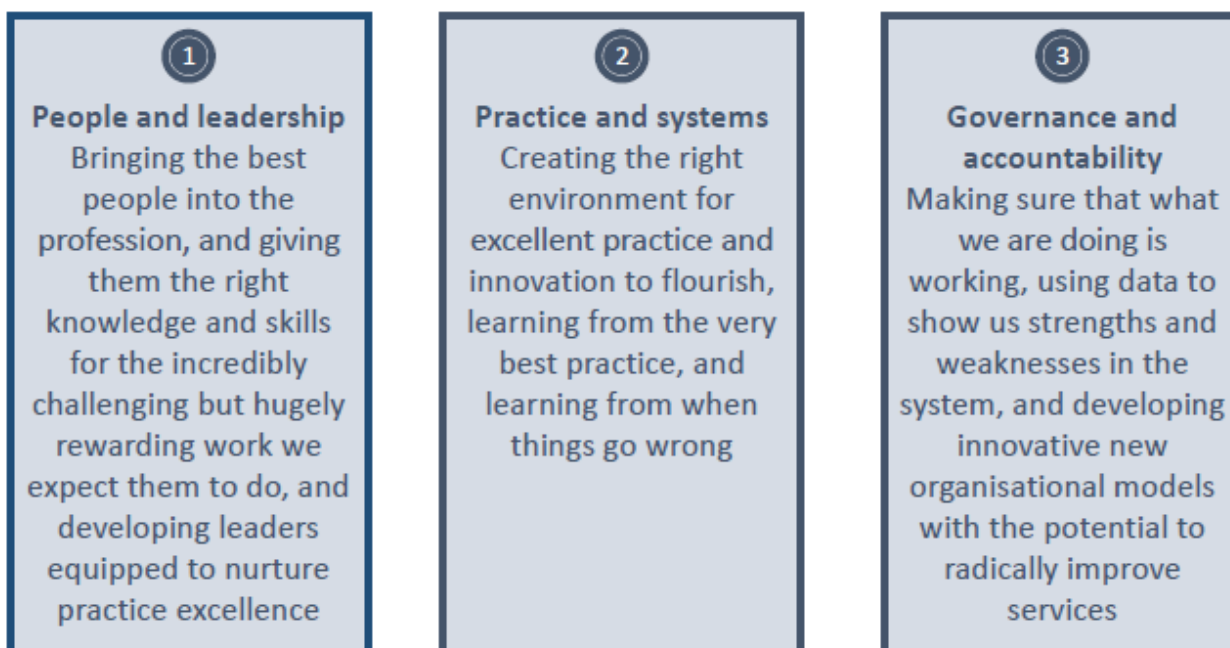 1
People and leadership
Bringing the best
people into the
profession, and giving
them the right
knowledge and skills
for the incredibly
challenging but hugely
rewarding work we
expect them to do, and
developing leaders
equipped to nurture
practice excellence
2
Practice and systems
Creating the right
environment for
excellent practice and
innovation to flourish,
learning from the very
best practice, and
learning from when
things go wrong
3
Governance and
accountability
Making sure that what
we are doing is
working, using data to
show us strengths and
weaknesses in the
system, and developing
innovative new
organisational models
with the potential to
radically improve
services